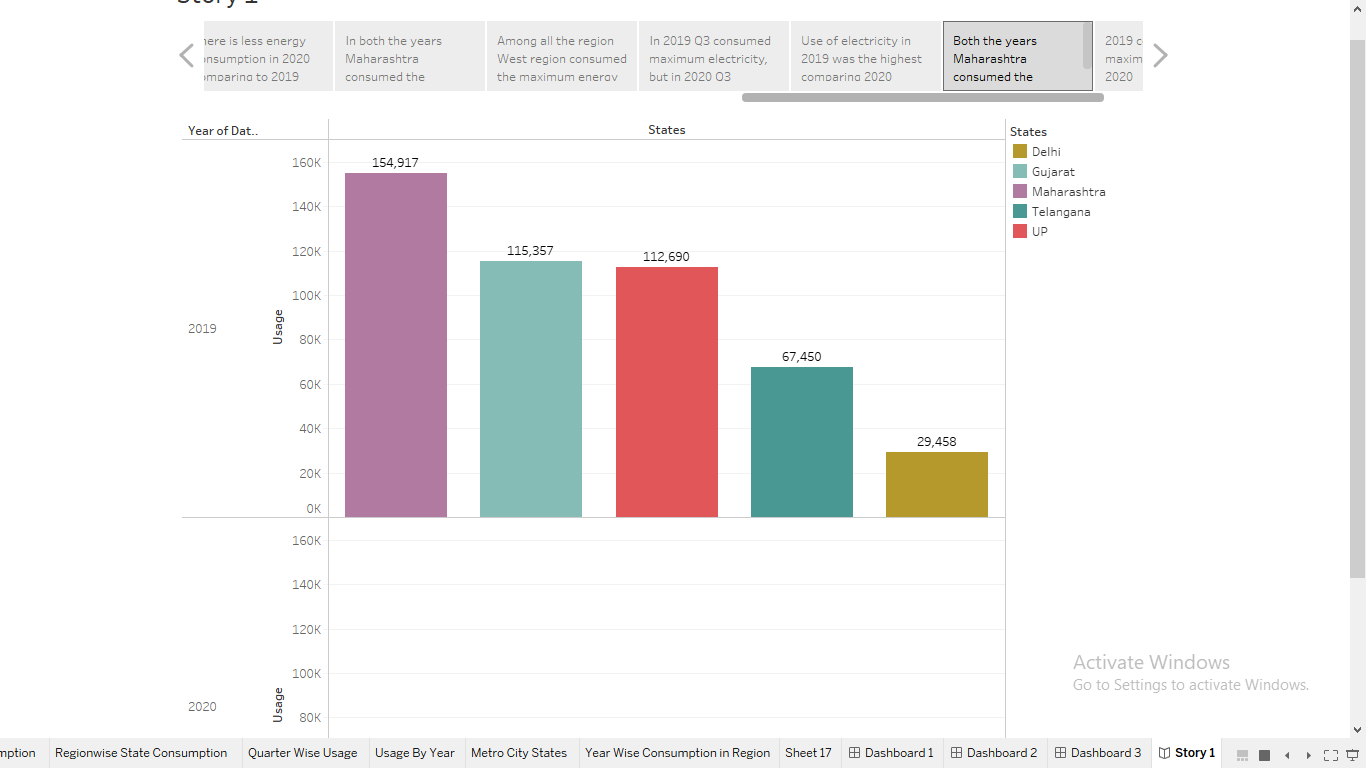 Story 1
here is less energy
onsumption in 2020
omparing to 2019
In both the years
Maharashtra
consumed the
Among all the region
West region consumed
the maximum energy
In 2019 Q3 consumed
maximum electricity,
but in 2020 Q3
Use of electricity in
2019 was the highest
comparing 2020
Both the years
Maharashtra
consumed the
2019 c
maxim
2020
Year of Dat..
States
160K
140K
120K
100K
80K
60K
40K
20K
0K
Usage
2019
154,917
115,357
112,690
67,450
29,458
160K
140K
120K
100K
80K
Usage
2020
States
Delhi
Gujarat
Maharashtra
Telangana
UP
Activate Windows
Go to Settings to activate Windows.
mption
Regionwise State Consumption
Quarter Wise Usage
Usage By Year
Metro City States
Year Wise Consumption in Region
Sheet 17
Dashboard 1
Dashboard 2
Dashboard 3
Story 1